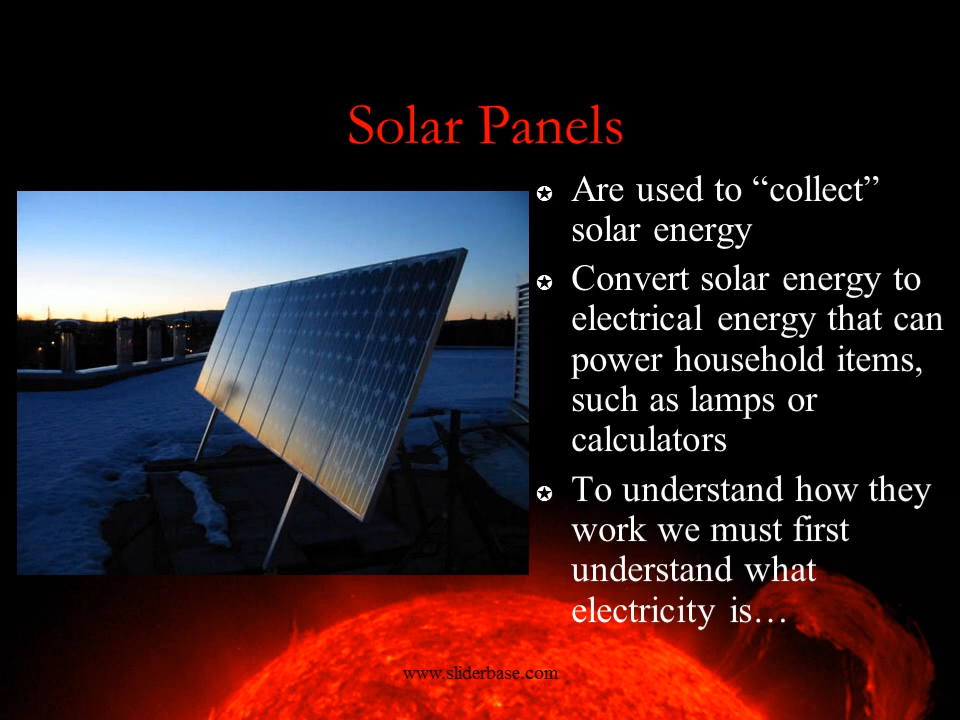 Solar Panels
Are used to “collect”
solar energy
Convert solar energy to
electrical energy that can
power household items,
such as lamps or
calculators
To understand how they
work we must first
understand what
electricity is…
www.sliderbase.com